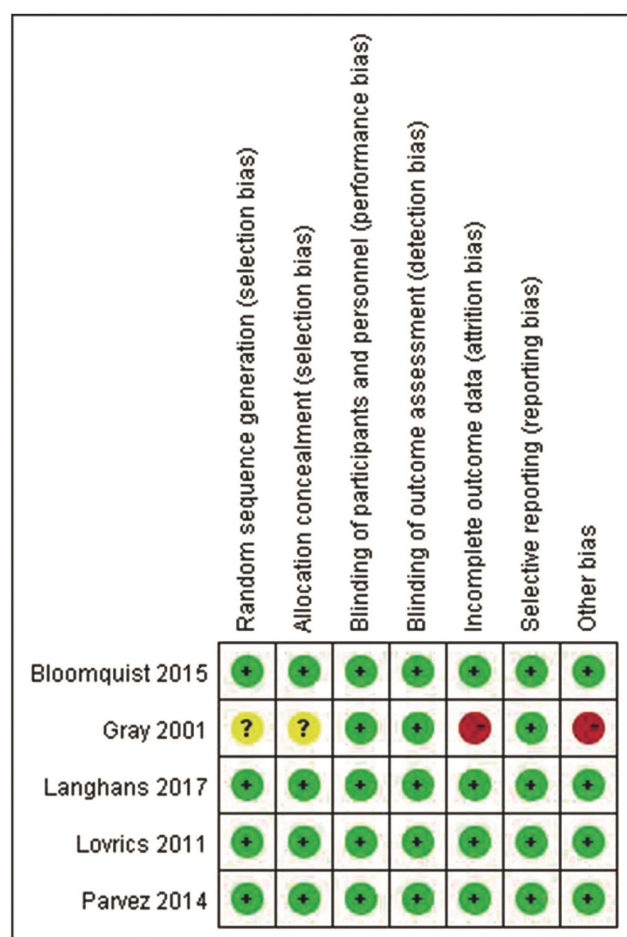 Random sequence generation (selection bias)
Allocation concealment (selection bias)
Blinding of participants and personnel (performance bias)
Blinding of outcome assessment (detection bias)
Incomplete outcome data (attrition bias)
Selective reporting (reporting bias)
Other bias
Bloomquist 2015 + + + + + + +
Gray 2001 ? ? + + - + -
Langhans 2017 + + + + + + +
Lovrics 2011 + + + + + + +
Parvez 2014 + + + + + + +